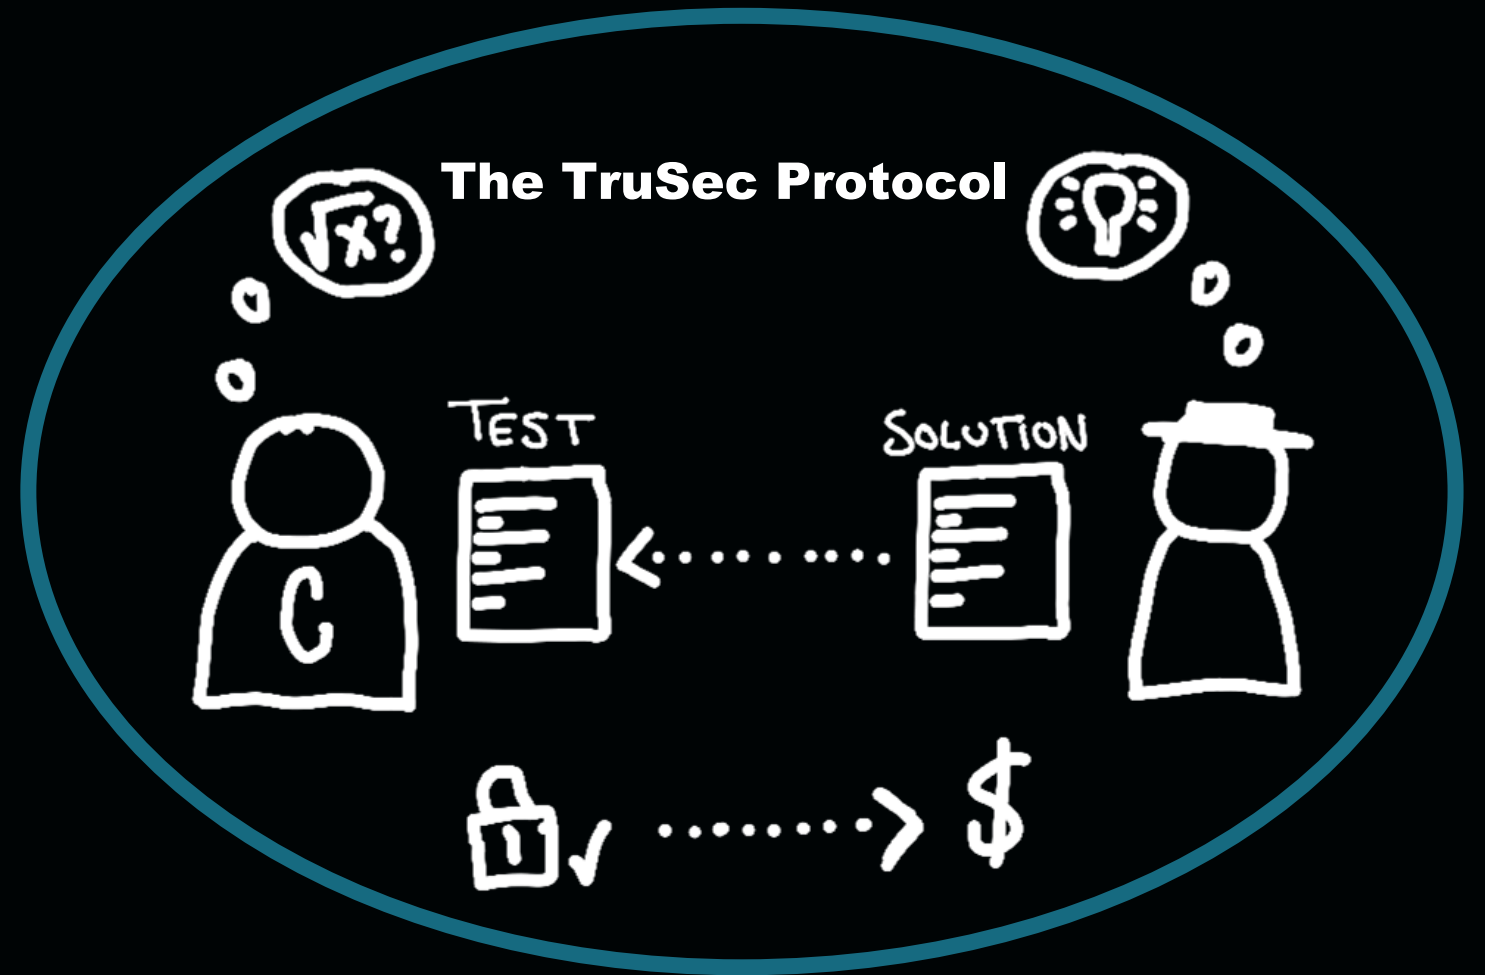 The TruSec Protocol
√x?
TEST
SOLUTION
C
$